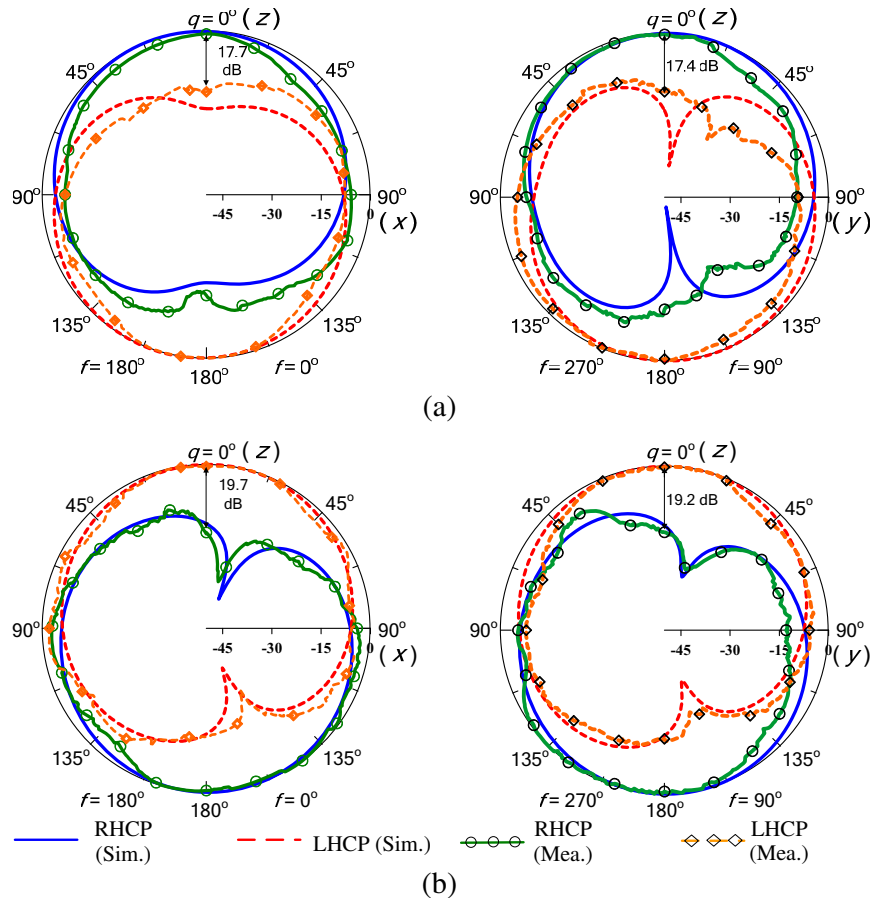 q = 0° (z)
17.7
dB
45°
45°
90°
-45 -30 -15 0
90°
(x)
135°
135°
f = 180°
180°
f = 0°
q = 0° (z)
17.4 dB
45°
45°
90°
-45 -30 -15 0
90°
(y)
135°
135°
f = 270°
180°
f = 90°
(a)
q = 0° (z)
19.7
dB
45°
45°
90°
-45 -30 -15 0
90°
(x)
135°
135°
f = 180°
180°
f = 0°
q = 0° (z)
19.2 dB
45°
45°
90°
-45 -30 -15 0
90°
(y)
135°
135°
f = 270°
180°
f = 90°
RHCP
(Sim.)
LHCP (Sim.)
RHCP
(Mea.)
LHCP
(Mea.)
(b)